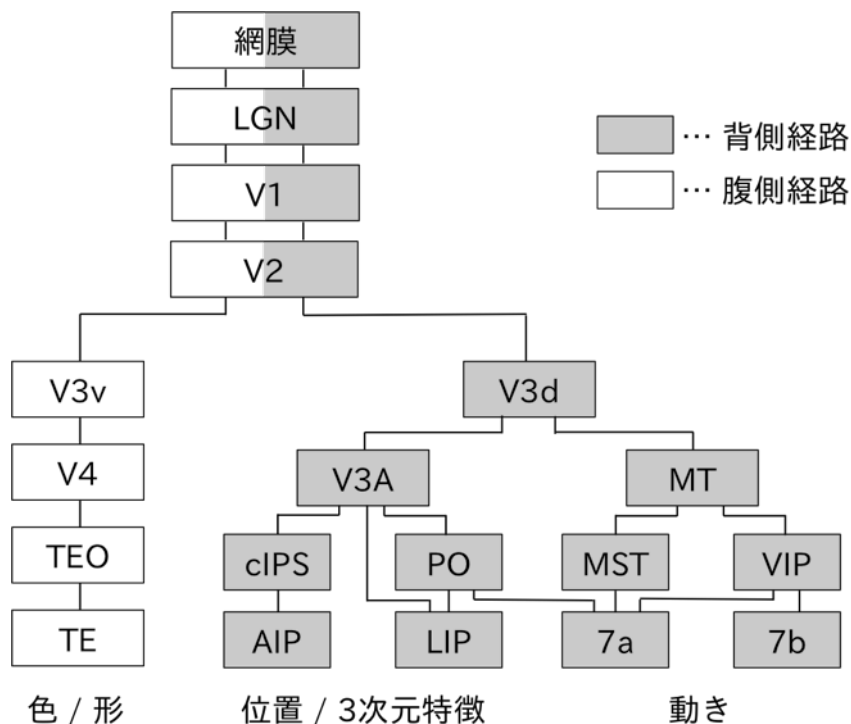 網膜
LGN
V1
V2
… 背側経路
… 腹側経路
V3v
V3d
V4
V3A
MT
TEO
cIPS
PO
MST
VIP
TE
AIP
LIP
7a
7b
色 / 形
位置 / 3次元特徴
動き